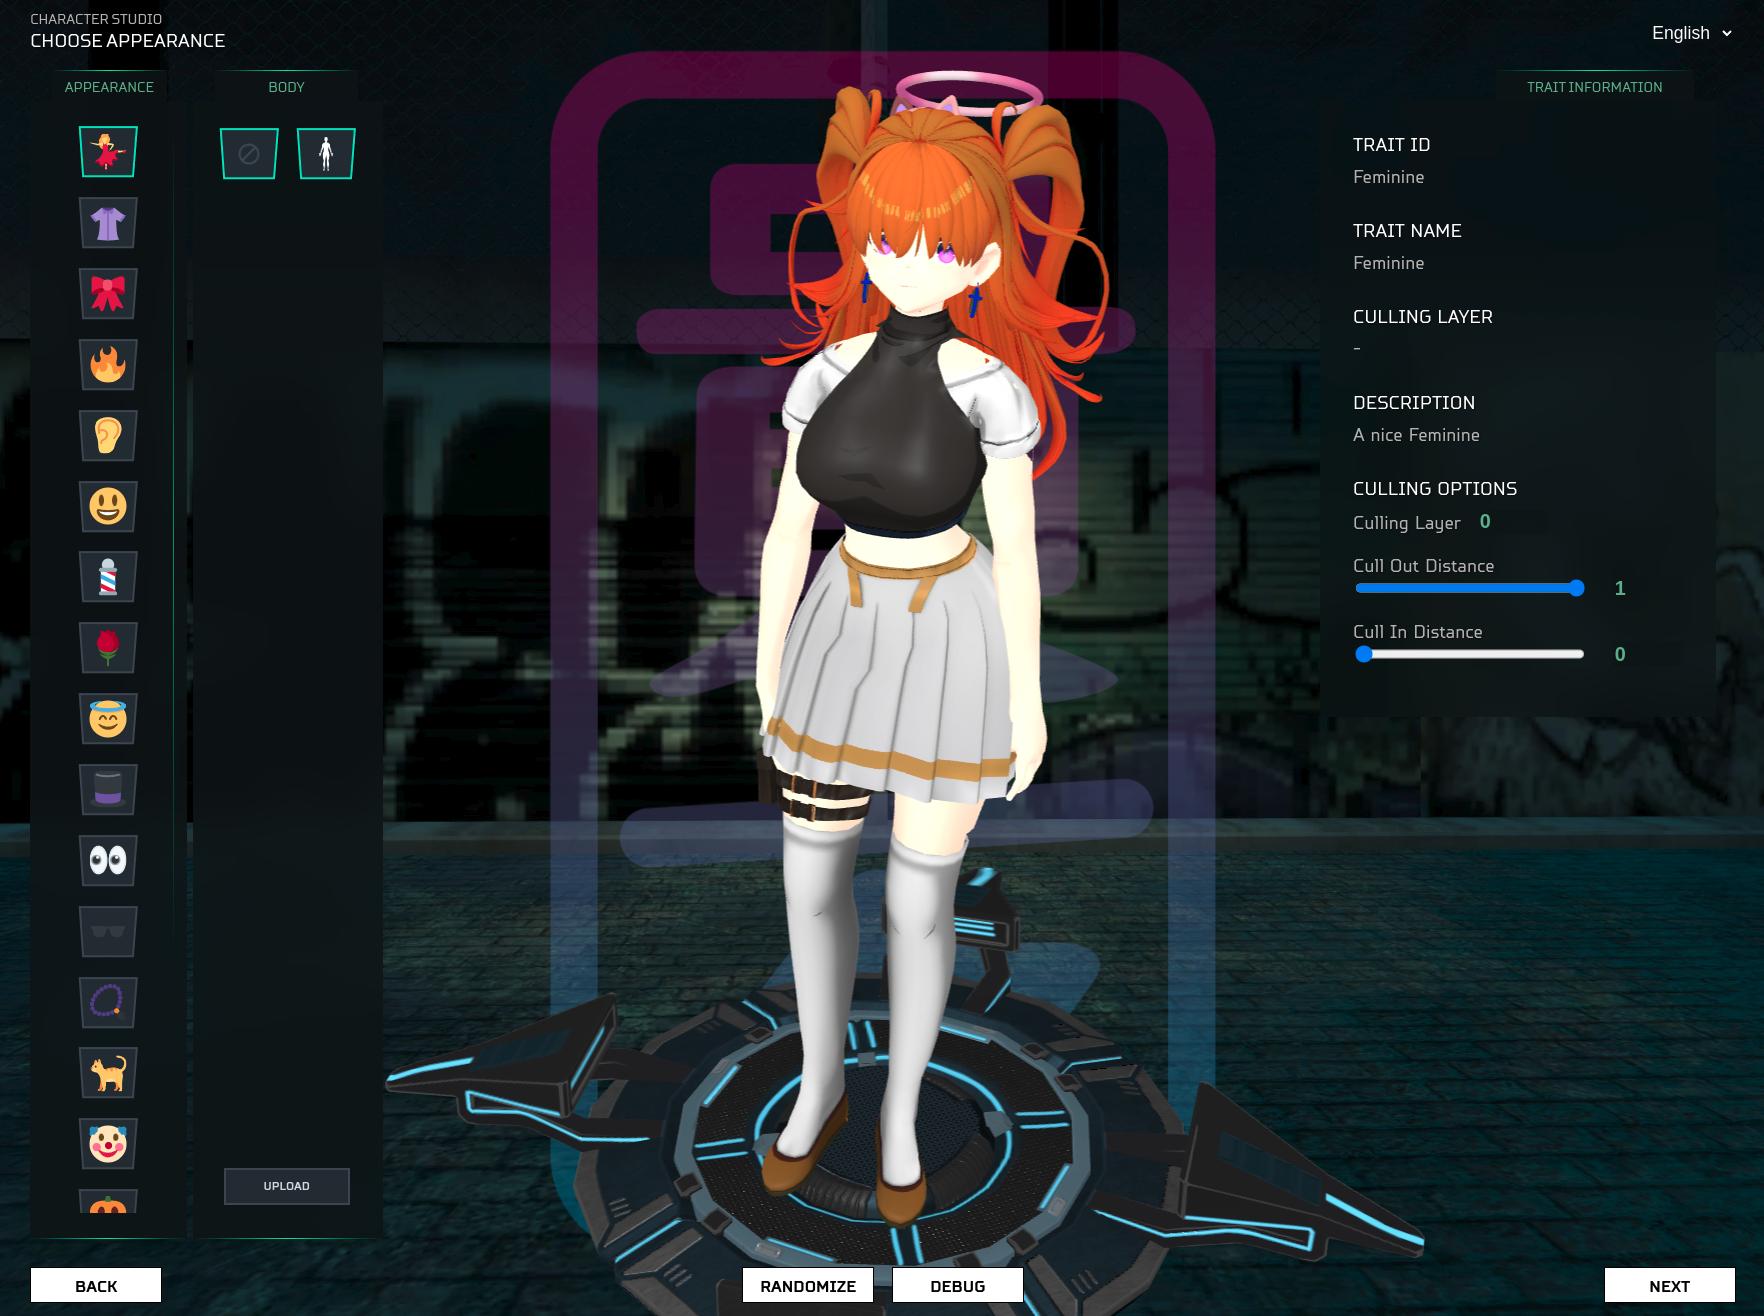 CHARACTER STUDIO
CHOOSE APPEARANCE
English
APPEARANCE
BODY
TRAIT INFORMATION
TRAIT ID
Feminine
TRAIT NAME
Feminine
CULLING LAYER
-
DESCRIPTION
A nice Feminine
CULLING OPTIONS
Culling Layer 0
Cull Out Distance
1
Cull In Distance
0
UPLOAD
BACK
RANDOMIZE
DEBUG
NEXT